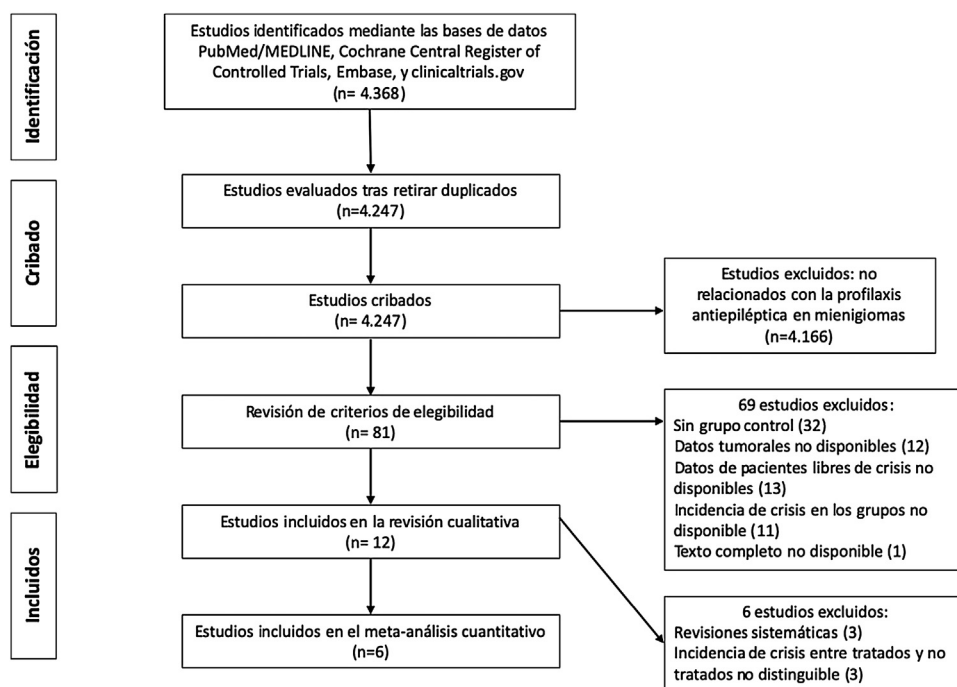 Identificación
Estudios identificados mediante las bases de datos
PubMed/MEDLINE, Cochrane Central Register of
Controlled Trials, Embase, y clinicaltrials.gov
(n= 4.368)
Cribado
Estudios evaluados tras retirar duplicados
(n=4.247)
Estudios cribados
(n= 4.247)
Estudios excluidos: no
relacionados con la profilaxis
antiepiléptica en mienigiomas
(n=4.166)
Elegibilidad
Revisión de criterios de elegibilidad
(n= 81)
69 estudios excluidos:
Sin grupo control (32)
Datos tumorales no disponibles (12)
Datos de pacientes libres de crisis no
disponibles (13)
Incidencia de crisis en los grupos no
disponible (11)
Texto completo no disponible (1)
Incluidos
Estudios incluidos en la revisión cualitativa
(n= 12)
Estudios incluidos en el meta-análisis cuantitativo
(n=6)
6 estudios excluidos:
Revisiones sistemáticas (3)
Incidencia de crisis entre tratados y no
tratados no distinguible (3)